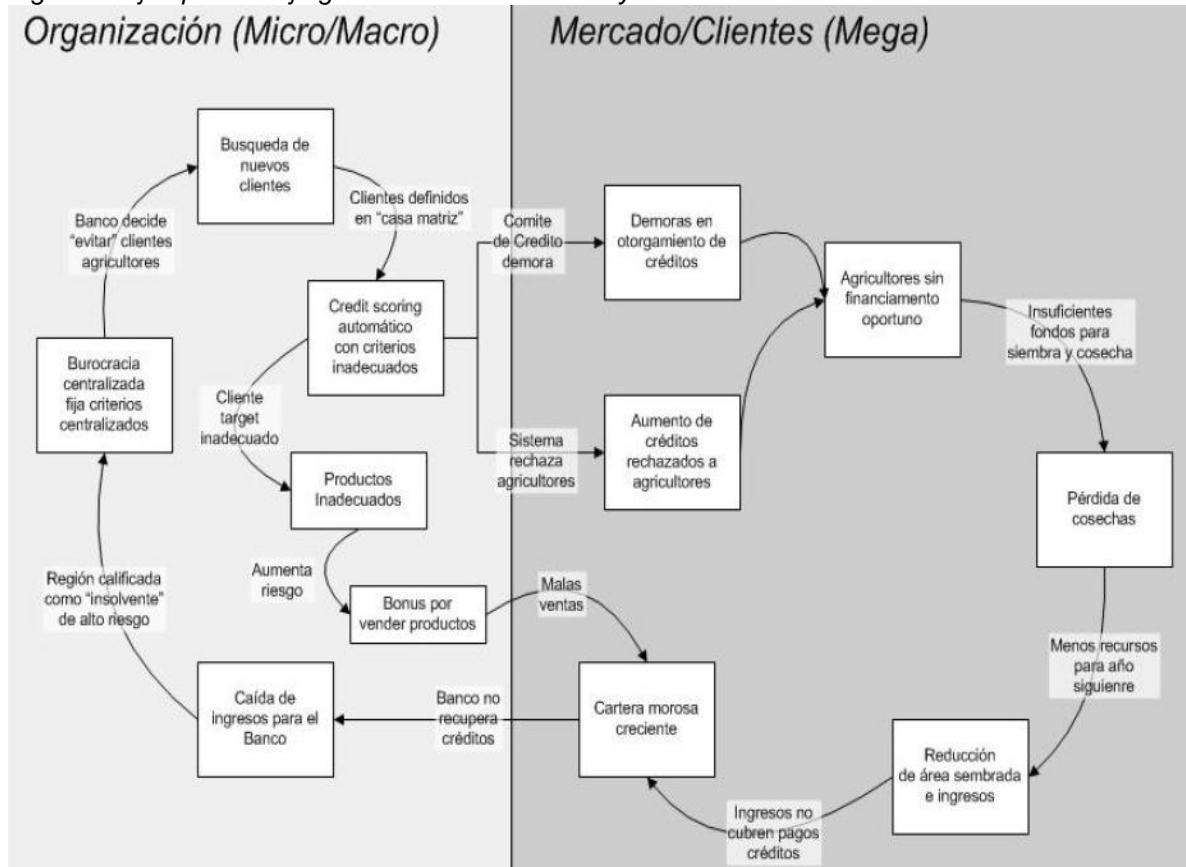 Organización (Micro/Macro)
Mercado/Clientes (Mega)
Busqueda de
nuevos
clientes
Banco decide
“evitar” clientes
agricultores
Clientes definidos
en “casa matriz”
Comite
de Credito
demora
Demoras en
otorgamiento de
créditos
Agricultores sin
financiamento
oportuno
Credit scoring
automático
con criterios
inadecuados
Insuficientes
fondos para
siembra y cosecha
Burocracia
centralizada
fija criterios
centralizados
Cliente
target
inadecuado
Sistema
rechaza
agricultores
Aumento de
créditos
rechazados a
agricultores
Productos
Inadecuados
Pérdida de
cosechas
Región calificada
como “insolvente”
de alto riesgo
Aumenta
riesgo
Bonus por
vender productos
Malas
ventas
Menos recursos
para año
siguienre
Caída de
ingresos para el
Banco
Banco no
recupera
créditos
Cartera morosa
creciente
Reducción
de área sembrada
e ingresos
Ingresos no
cubren pagos
créditos